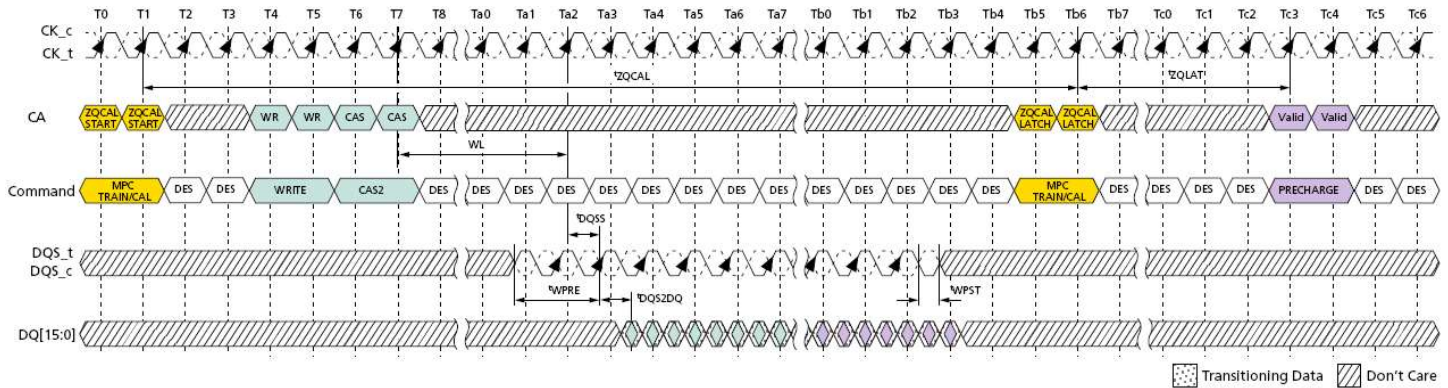 T0 T1 T2 T3 T4 T5 T6 T7 T8 Ta0 Ta1 Ta2 Ta3 Ta4 Ta5 Ta6 Ta7 Tb0 Tb1 Tb2 Tb3 Tb4 Tb5 Tb6 Tb7 Tc0 Tc1 Tc2 Tc3 Tc4 Tc5 Tc6
CK_c
CK_t
tZQCAL tZQLAT
CA ZQCAL START ZQCAL START WR WR CAS CAS ZQCAL LATCH ZQCAL LATCH Valid Valid
WL
Command MPC TRAIN/CAL DES DES WRITE CAS2 DES DES DES DES DES DES DES DES DES DES DES DES DES DES MPC TRAIN/CAL DES DES DES DES PRECHARGE DES DES
tDQSS
DQS_t
DQS_c
tWPRE tDQS2DQ tWPST
DQ[15:0]
Transitioning Data Don't Care